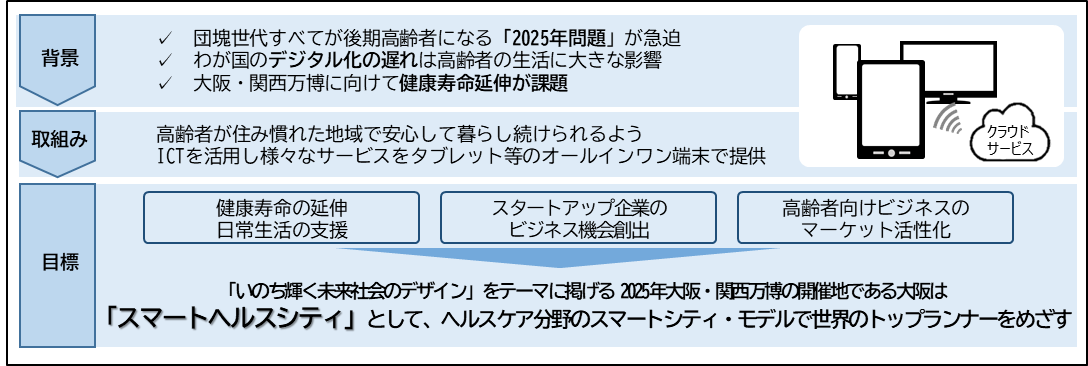 背景
✓ 団塊世代すべてが後期高齢者になる「2025年問題」が急迫
✓ わが国のデジタル化の遅れは高齢者の生活に大きな影響
✓ 大阪・関西万博に向けて健康寿命延伸が課題
取組み
高齢者が住み慣れた地域で安心して暮らし続けられるよう
ICTを活用し様々なサービスをタブレット等のオールインワン端末で提供
クラウド
サービス
目標
健康寿命の延伸
日常生活の支援
スタートアップ企業の
ビジネス機会創出
高齢者向けビジネスの
マーケット活性化
「いのち輝く未来社会のデザイン」をテーマに掲げる 2025年大阪・関西万博の開催地である大阪は
「スマートヘルスシティ」として、ヘルスケア分野のスマートシティ・モデルで世界のトップランナーをめざす